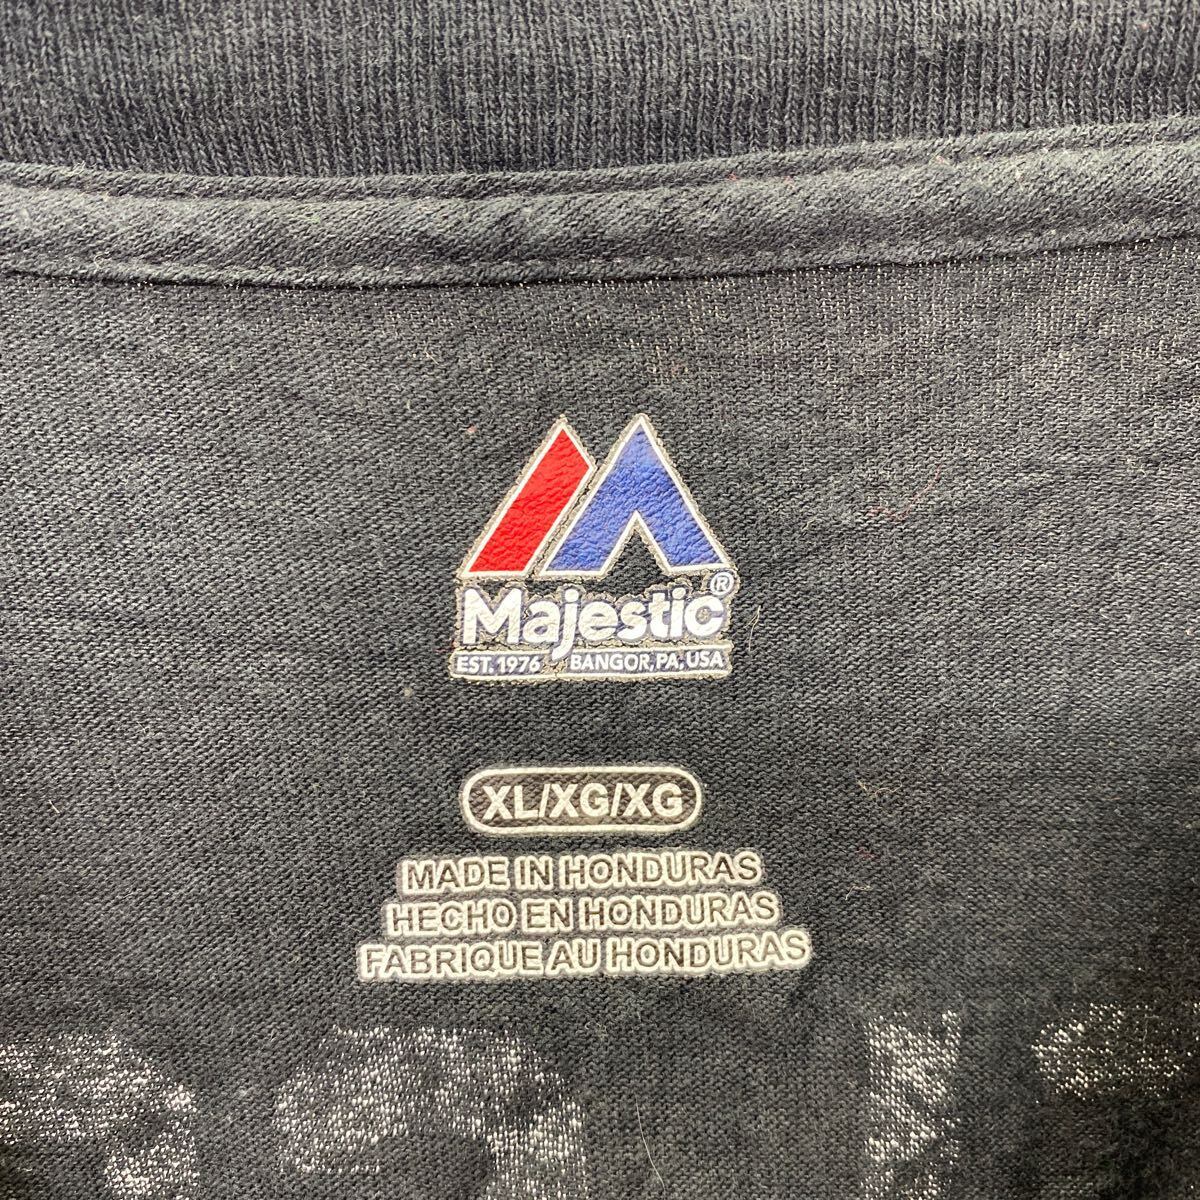 Majestic®
EST. 1976 BANGOR, PA, USA
XL/XG/XG
MADE IN HONDURAS
HECHO EN HONDURAS
FABRIQUE AU HONDURAS